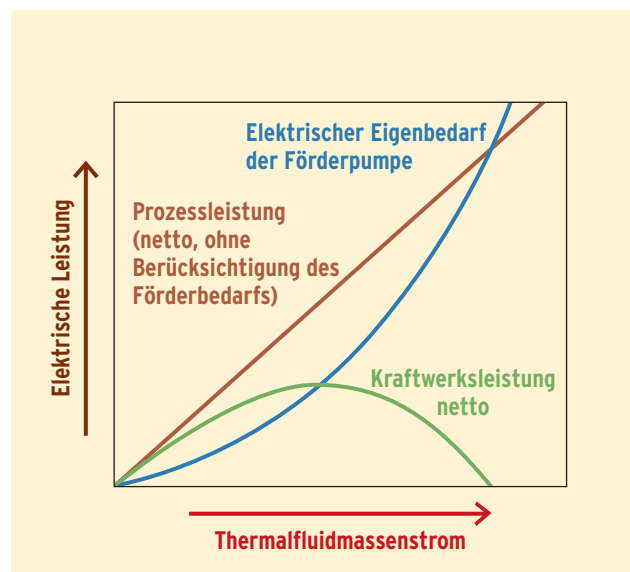 Elektrischer Eigenbedarf
der Förderpumpe
Prozessleistung
(netto, ohne
Berücksichtigung des
Förderbedarfs)
Elektrische Leistung
Kraftwerksleistung
netto
Thermalfluidmassenstrom